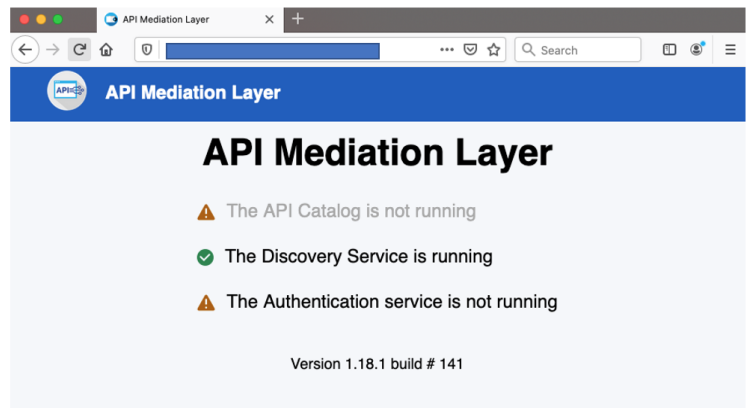 API Mediation Layer
Search
API
API Mediation Layer
API Mediation Layer
The API Catalog is not running
The Discovery Service is running
The Authentication service is not running
Version 1.18.1 build # 141